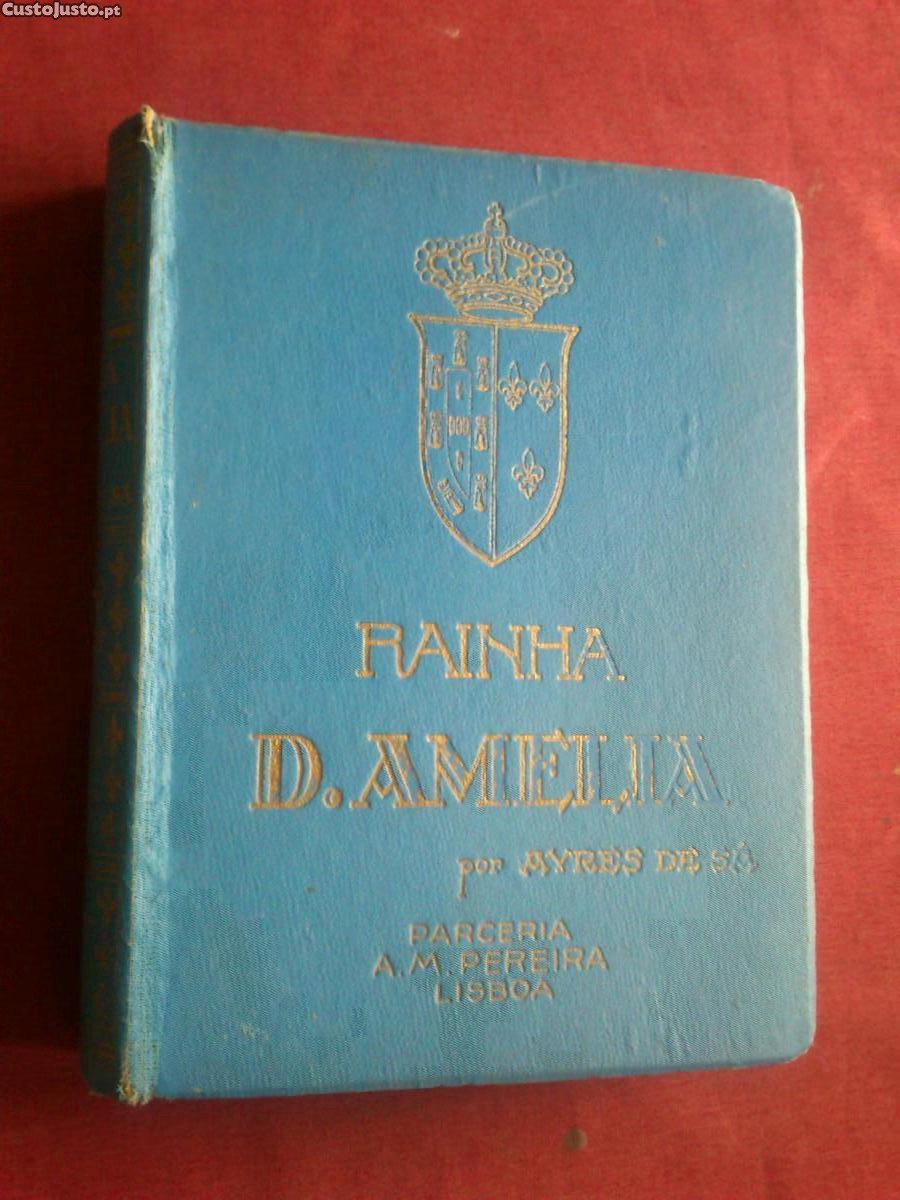 CustoJusto.pt
RAINHA
D. AMELIA
por AYRES DE SÁ
PARCERIA
A. M. PEREIRA
LISBOA